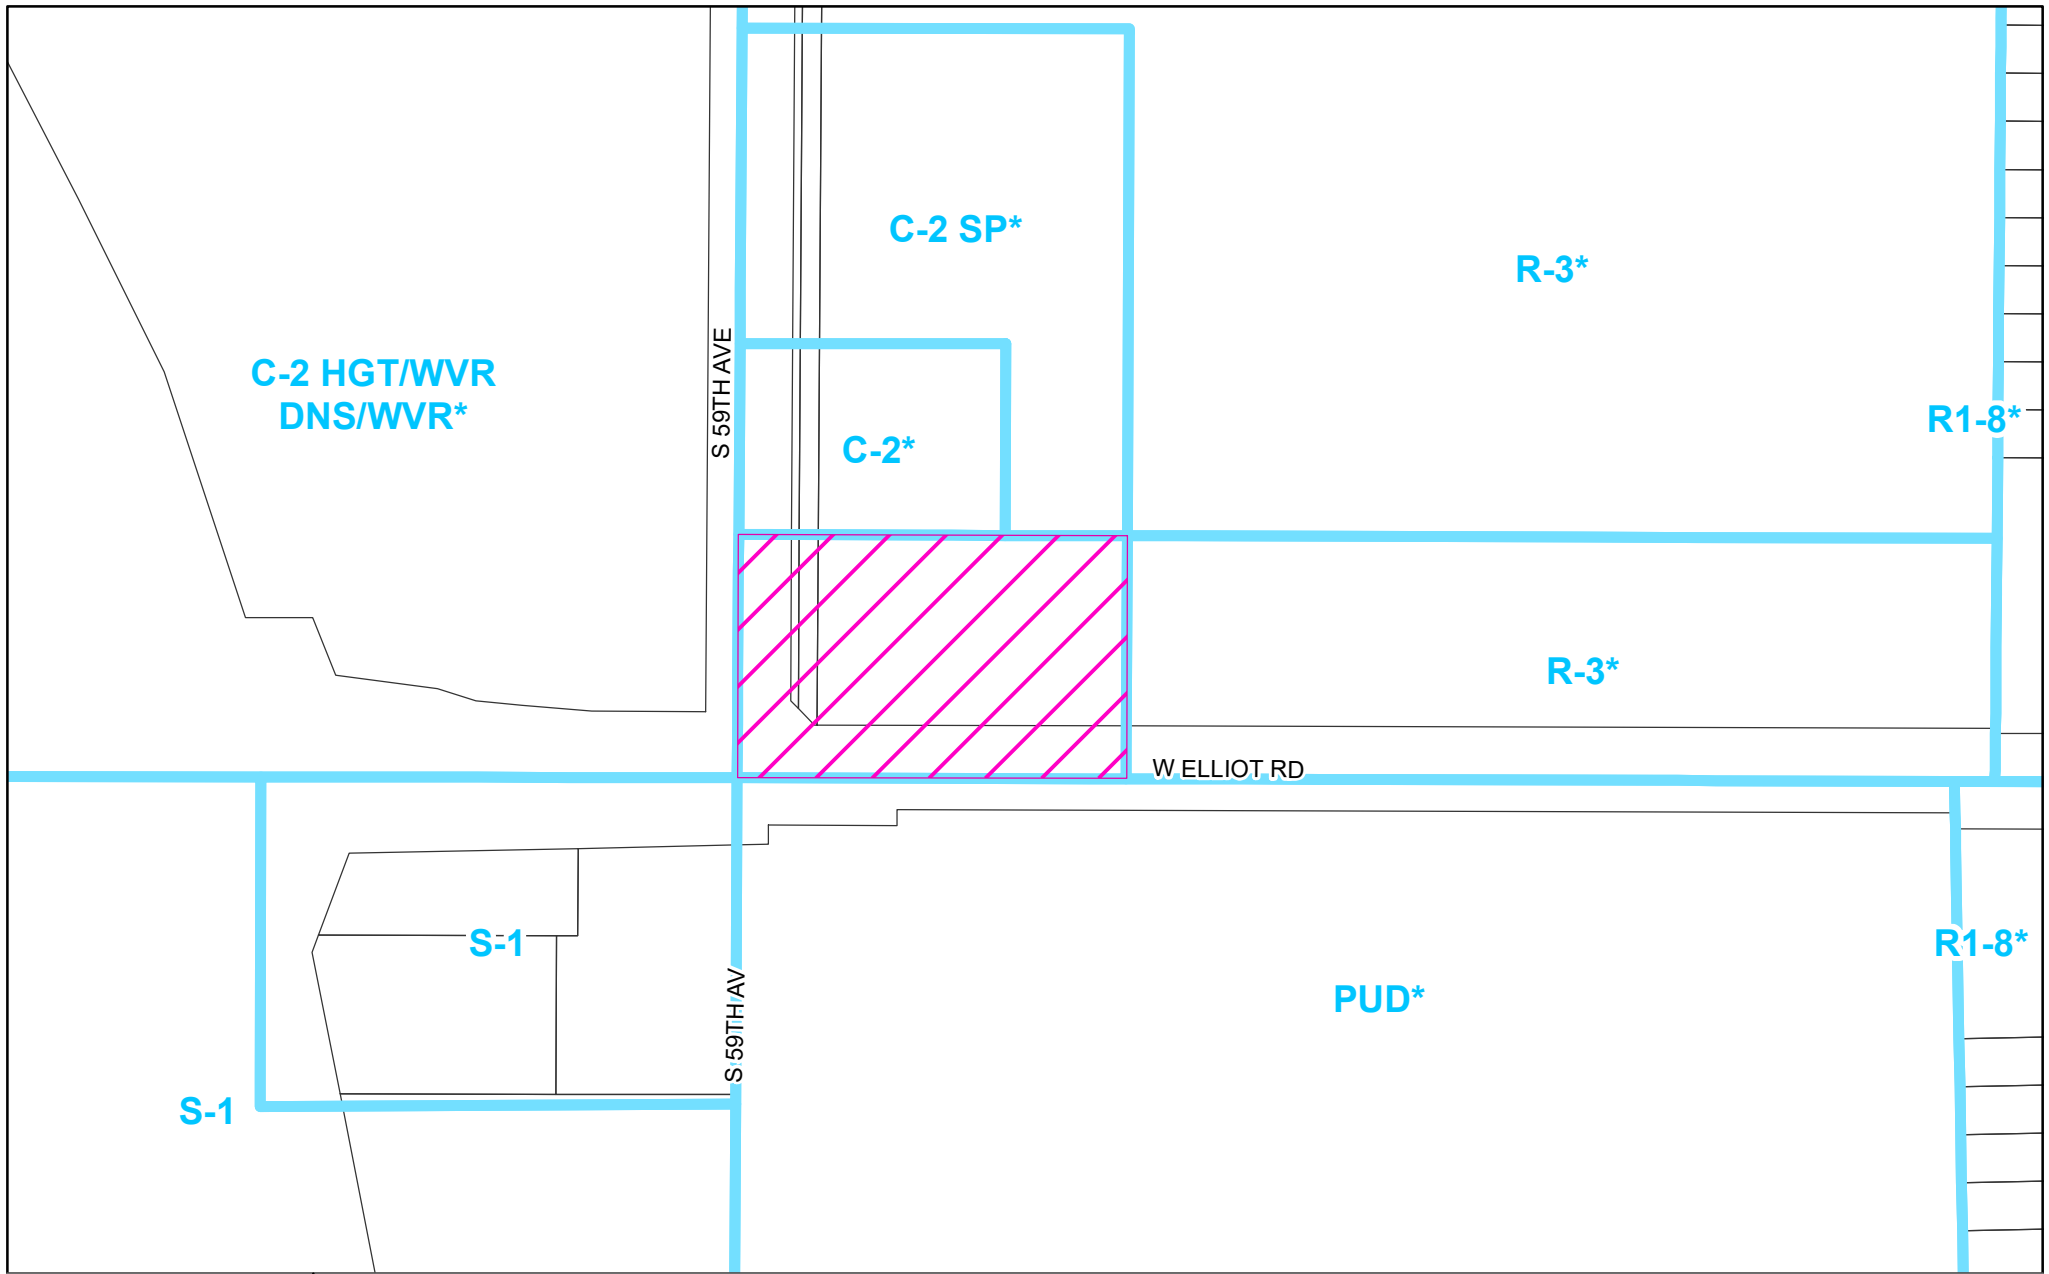 C-2 SP*
R-3*
C-2 HGT/WVR
DNS/WVR*
S 59TH AVE
C-2*
R1-8*
R-3*
W ELLIOT RD
S-1
R1-8*
S 59TH AV
PUD*
S-1